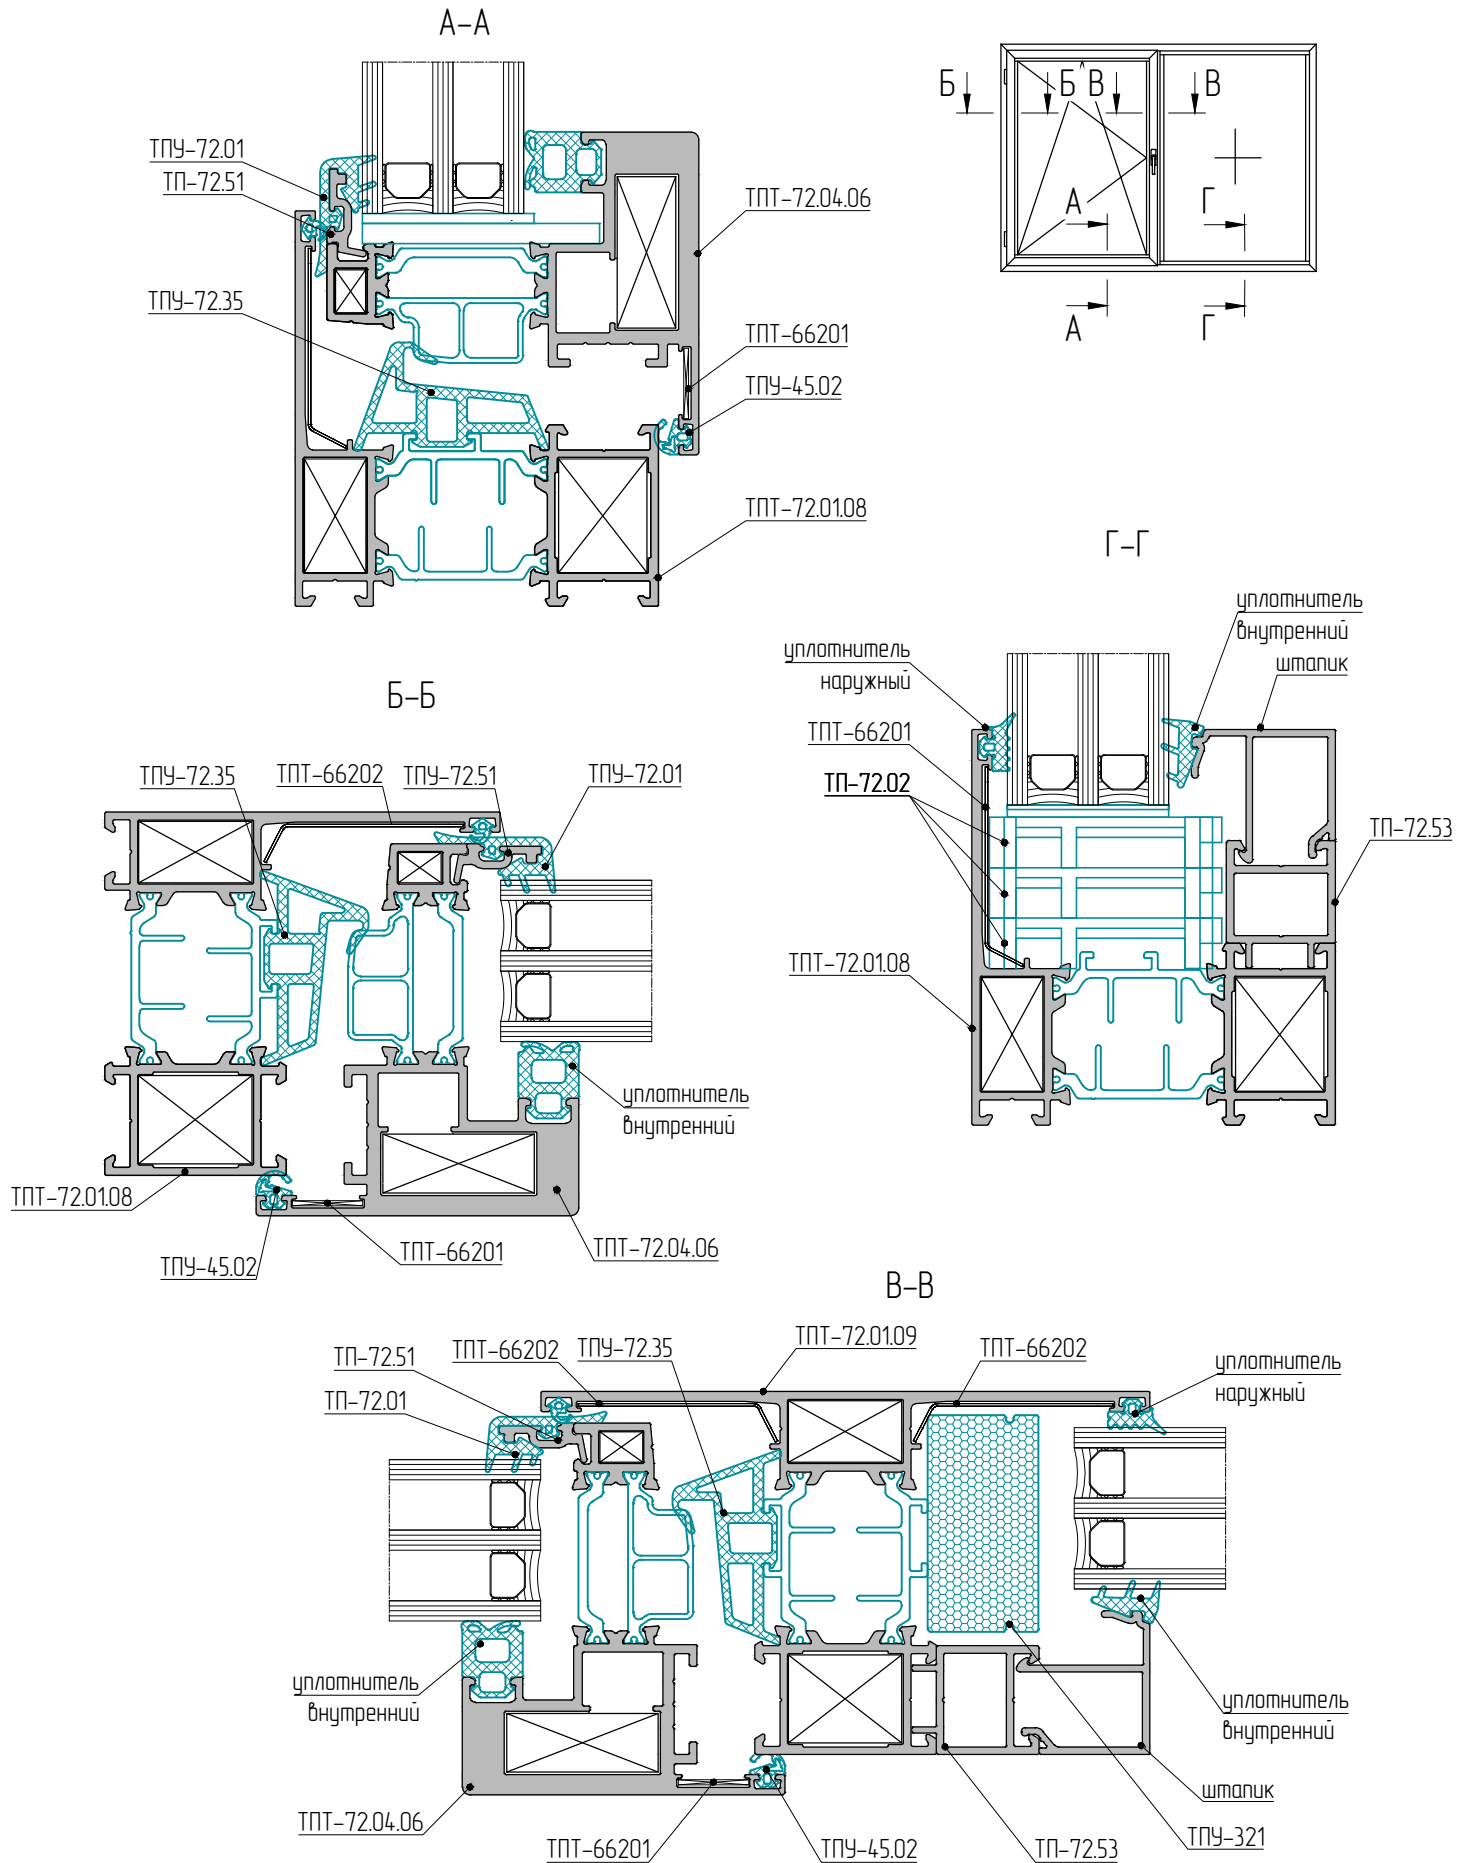 А–А
ТПУ-72.01
ТП-72.51
ТПУ-72.35
ТПТ-72.04.06
ТПТ-66201
ТПУ-45.02
ТПТ-72.01.08
Б
Б
В
В
А
Г
А
Г
Г–Г
уплотнитель
внутренний
штапик
уплотнитель
наружный
ТПТ-66201
ТП-72.02
ТП-72.53
ТПТ-72.01.08
Б–Б
ТПУ-72.35
ТПТ-66202
ТПУ-72.51
ТПУ-72.01
уплотнитель
внутренний
ТПТ-72.01.08
ТПУ-45.02
ТПТ-66201
ТПТ-72.04.06
В–В
ТП-72.51
ТПТ-66202
ТПУ-72.35
ТПТ-72.01.09
ТПТ-66202
уплотнитель
наружный
ТП-72.01
уплотнитель
внутренний
уплотнитель
внутренний
штапик
ТПТ-72.04.06
ТПТ-66201
ТПУ-45.02
ТП-72.53
ТПУ-321